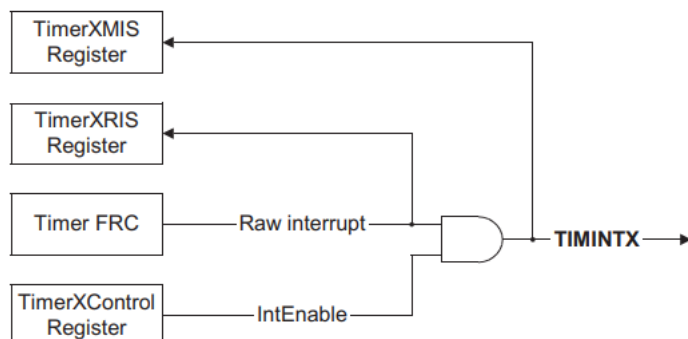 TimerXMIS
Register
TimerXRIS
Register
Timer FRC
Raw interrupt
TIMINTX
TimerXControl
Register
IntEnable